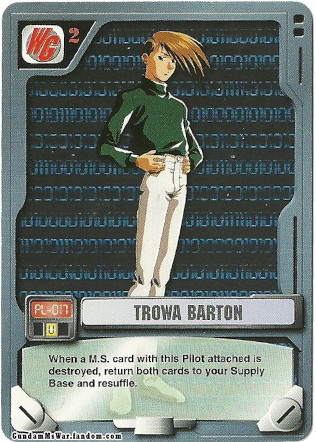 WG 2
PL-017
U
TROWA BARTON
When a M.S. card with this Pilot attached is
destroyed, return both cards to your Supply
Base and resuffle.
GundamMsWar.fandom.com